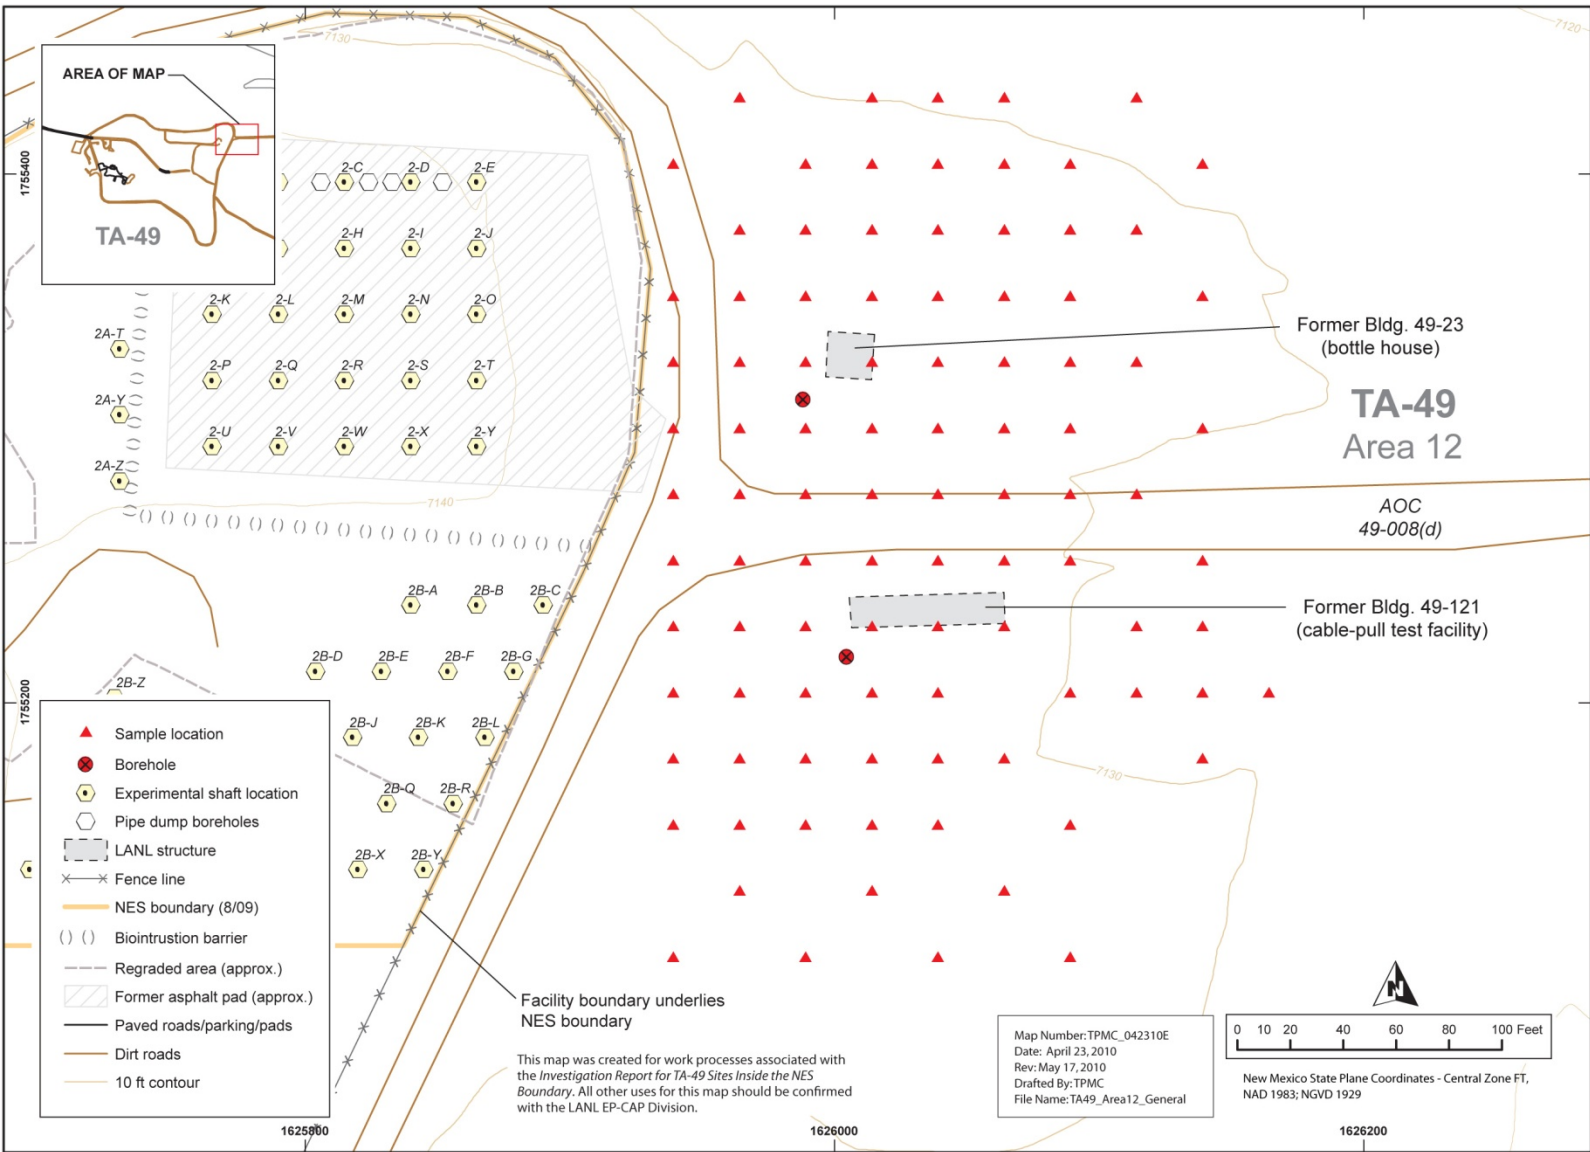 7130
7120
AREA OF MAP
TA-49
1755400
2-C
2-D
2-E
2-H
2-I
2-J
2-K
2-L
2-M
2-N
2-O
2A-T
2-P
2-Q
2-R
2-S
2-T
2A-Y
2-U
2-V
2-W
2-X
2-Y
2A-Z
7140
Former Bldg. 49-23
(bottle house)
TA-49
Area 12
AOC
49-008(d)
2B-A
2B-B
2B-C
2B-D
2B-E
2B-F
2B-G
Former Bldg. 49-121
(cable-pull test facility)
2B-Z
1755200
2B-J
2B-K
2B-L
2B-Q
2B-R
2B-X
2B-Y
7130
Sample location
Borehole
Experimental shaft location
Pipe dump boreholes
LANL structure
Fence line
NES boundary (8/09)
Biointrustion barrier
Regraded area (approx.)
Former asphalt pad (approx.)
Paved roads/parking/pads
Dirt roads
10 ft contour
Facility boundary underlies
NES boundary
This map was created for work processes associated with
the Investigation Report for TA-49 Sites Inside the NES
Boundary. All other uses for this map should be confirmed
with the LANL EP-CAP Division.
Map Number: TPMC_042310E
Date: April 23, 2010
Rev: May 17, 2010
Drafted By: TPMC
File Name: TA49_Area12_General
N
0 10 20 40 60 80 100 Feet
New Mexico State Plane Coordinates - Central Zone FT,
NAD 1983; NGVD 1929
1625800
1626000
1626200